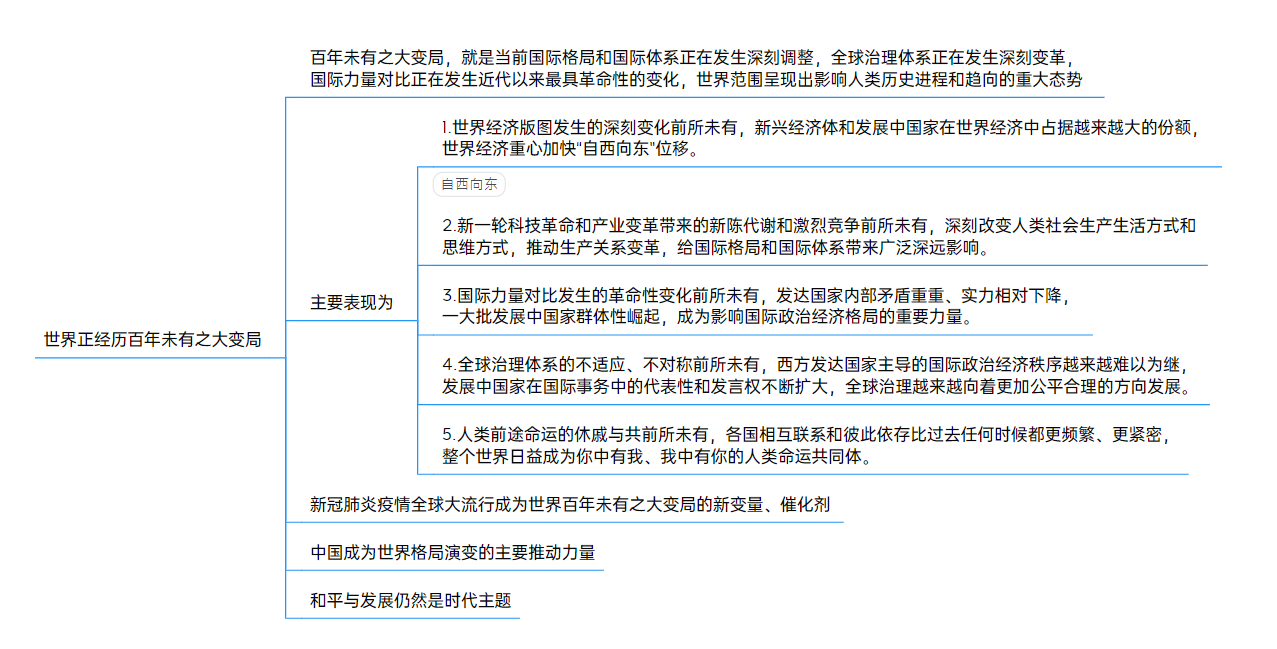 百年未有之大变局，就是当前国际格局和国际体系正在发生深刻调整，全球治理体系正在发生深刻变革，
国际力量对比正在发生近代以来最具革命性的变化，世界范围呈现出影响人类历史进程和趋向的重大态势
1.世界经济版图发生的深刻变化前所未有，新兴经济体和发展中国家在世界经济中占据越来越大的份额，
世界经济重心加快“自西向东”位移。
自西向东
2.新一轮科技革命和产业变革带来的新陈代谢和激烈竞争前所未有，深刻改变人类社会生产生活方式和
思维方式，推动生产关系变革，给国际格局和国际体系带来广泛深远影响。
主要表现为
3.国际力量对比发生的革命性变化前所未有，发达国家内部矛盾重重、实力相对下降，
一大批发展中国家群体性崛起，成为影响国际政治经济格局的重要力量。
世界正经历百年未有之大变局
4.全球治理体系的不适应、不对称前所未有，西方发达国家主导的国际政治经济秩序越来越难以为继，
发展中国家在国际事务中的代表性和发言权不断扩大，全球治理越来越向着更加公平合理的方向发展。
5.人类前途命运的休戚与共前所未有，各国相互联系和彼此依存比过去任何时候都更频繁、更紧密，
整个世界日益成为你中有我、我中有你的人类命运共同体。
新冠肺炎疫情全球大流行成为世界百年未有之大变局的新变量、催化剂
中国成为世界格局演变的主要推动力量
和平与发展仍然是时代主题